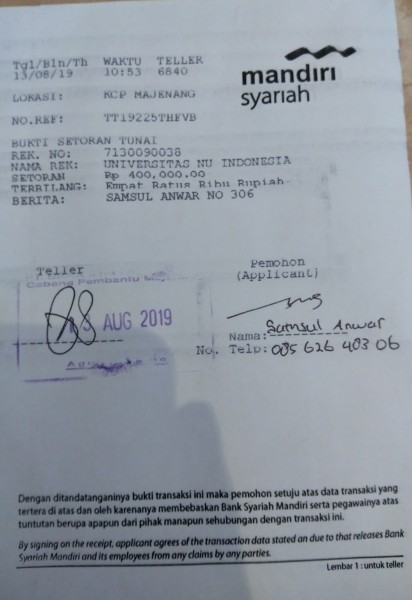 mandiri
syariah
Tgl/Bln/Th WAKTU TELLER
13/08/19 10:53 6840
LOKASI: KCP MAJENANG
NO.REF: TT19225THFVB
BUKTI SETORAN TUNAI
REK. NO: 7130090038
NAMA REK: UNIVERSITAS NU INDONESIA
SETORAN Rp 400,000.00
TERBILANG: Empat Ratus Ribu Rupiah
BERITA: SAMSUL ANWAR NO 306
Teller
Pemohon
(Applicant)
Cabang Pembantu
AUG 2019
Nama: Samsul Anwar
No. Telp: 085 626 483 06
Dengan ditandatanganinya bukti transaksi ini maka pemohon setuju atas data transaksi yang
tertera di atas dan oleh karenanya membebaskan Bank Syariah Mandiri serta pegawainya atas
tuntutan berupa apapun dari pihak manapun sehubungan dengan transaksi ini.
By signing on the receipt, applicant agrees of the transaction data stated an due to that releases Bank
Syariah Mandiri and its employees from any claims by any parties.
Lembar 1 : untuk teller